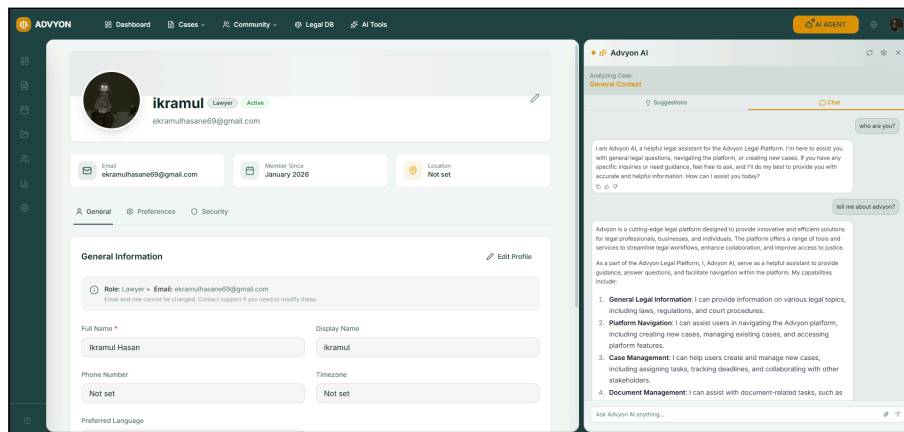 ADVYON
Dashboard
Cases
Community
Legal DB
AI Tools
AI AGENT
ikramul
Lawyer
Active
ekramulhasane69@gmail.com
Email
ekramulhasane69@gmail.com
Member Since
January 2026
Location
Not set
General
Preferences
Security
General Information
Edit Profile
Role: Lawyer • Email: ekramulhasane69@gmail.com
Email and role cannot be changed. Contact support if you need to modify these.
Full Name *
Ikramul Hasan
Display Name
ikramul
Phone Number
Not set
Timezone
Not set
Preferred Language
Advyon AI
Analyzing Case:
General Context
Suggestions
Chat
who are you?
I am Advyon AI, a helpful legal assistant for the Advyon Legal Platform. I'm here to assist you
with general legal questions, navigating the platform, or creating new cases. If you have any
specific inquiries or need guidance, feel free to ask, and I'll do my best to provide you with
accurate and helpful information. How can I assist you today?
tell me about advyon?
Advyon is a cutting-edge legal platform designed to provide innovative and efficient solutions
for legal professionals, businesses, and individuals. The platform offers a range of tools and
services to streamline legal workflows, enhance collaboration, and improve access to justice.
As a part of the Advyon Legal Platform, I, Advyon AI, serve as a helpful assistant to provide
guidance, answer questions, and facilitate navigation within the platform. My capabilities
include:
1. General Legal Information: I can provide information on various legal topics,
including laws, regulations, and court procedures.
2. Platform Navigation: I can assist users in navigating the Advyon platform,
including creating new cases, managing existing cases, and accessing
platform features.
3. Case Management: I can help users create and manage new cases,
including assigning tasks, tracking deadlines, and collaborating with other
stakeholders.
4. Document Management: I can assist with document-related tasks, such as
Ask Advyon AI anything...